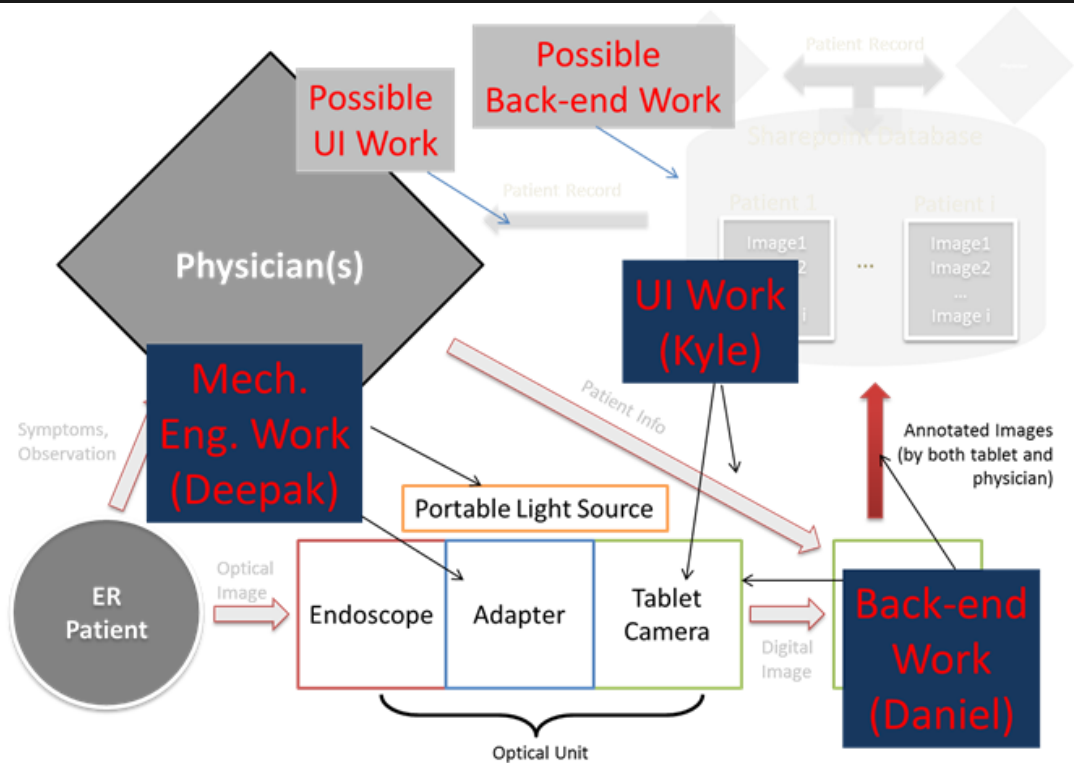 Patient Record
Possible
Back-end Work
Possible
UI Work
Sharepoint Database
Patient Record
Patient 1
Patient i
Image1
Image1
Image2
...
...
Image i
i
Physician(s)
UI Work
(Kyle)
Mech.
Eng. Work
(Deepak)
Patient Info
Symptoms,
Observation
Annotated Images
(by both tablet and
physician)
Portable Light Source
ER
Patient
Optical
Image
Endoscope
Adapter
Tablet
Camera
Digital
Image
Back-end
Work
(Daniel)
Optical Unit